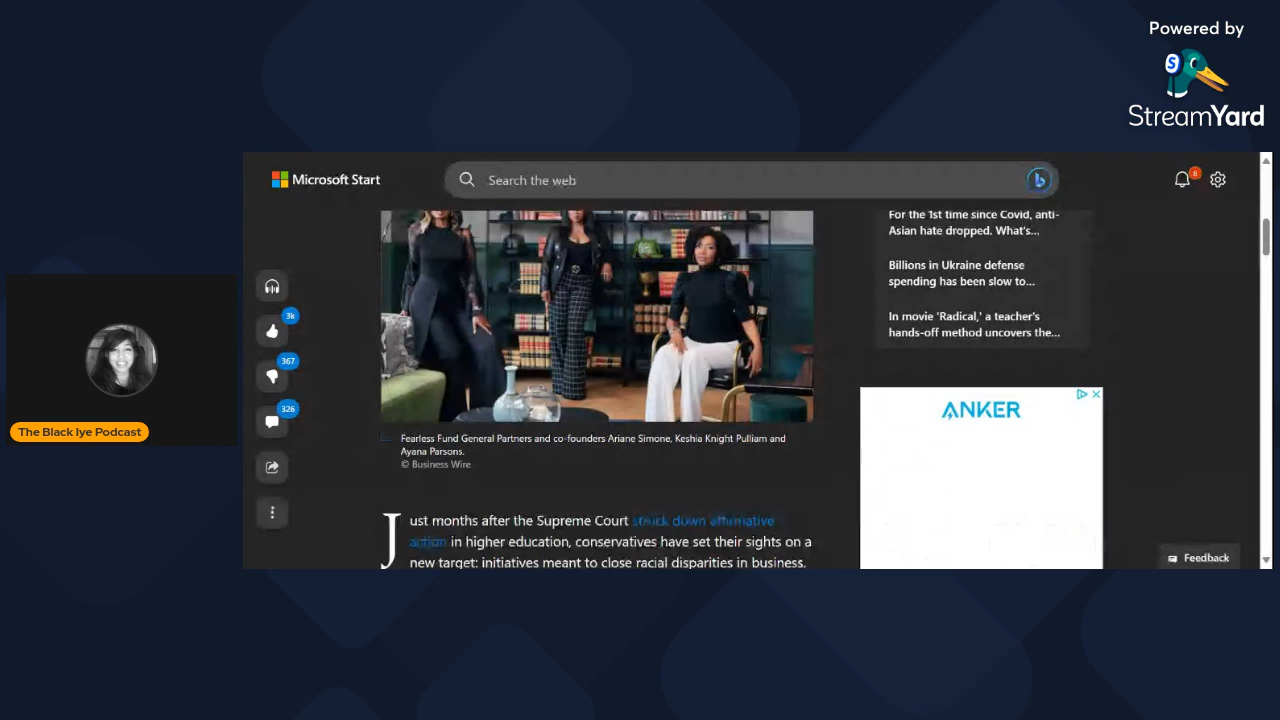 Powered by
StreamYard
Microsoft Start
Search the web
8
For the 1st time since Covid, anti-
Asian hate dropped. What's...
Billions in Ukraine defense
spending has been slow to...
In movie 'Radical,' a teacher's
hands-off method uncovers the...
3k
367
326
ANKER
The Black Iye Podcast
Fearless Fund General Partners and co-founders Ariane Simone, Keshia Knight Pulliam and
Ayana Parsons.
© Business Wire
Just months after the Supreme Court struck down affirmative
action in higher education, conservatives have set their sights on a
new target: initiatives meant to close racial disparities in business.
Feedback